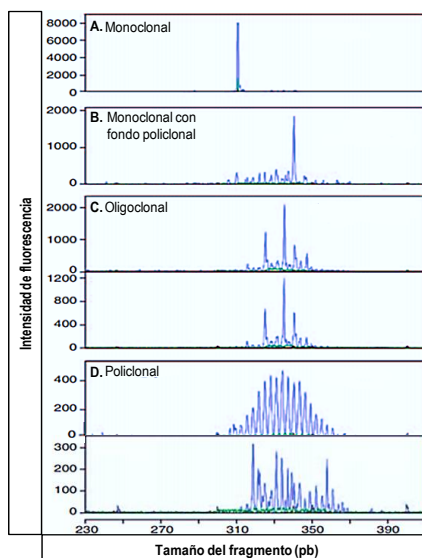 Intensidad de fluorescencia
A. Monoclonal
8000
6000
4000
2000
0
B. Monoclonal con
fondo policlonal
2000
1000
0
C. Oligoclonal
2000
1000
0
1200
800
400
0
D. Policlonal
400
200
0
300
200
100
0
230 270 310 350 390
Tamaño del fragmento (pb)